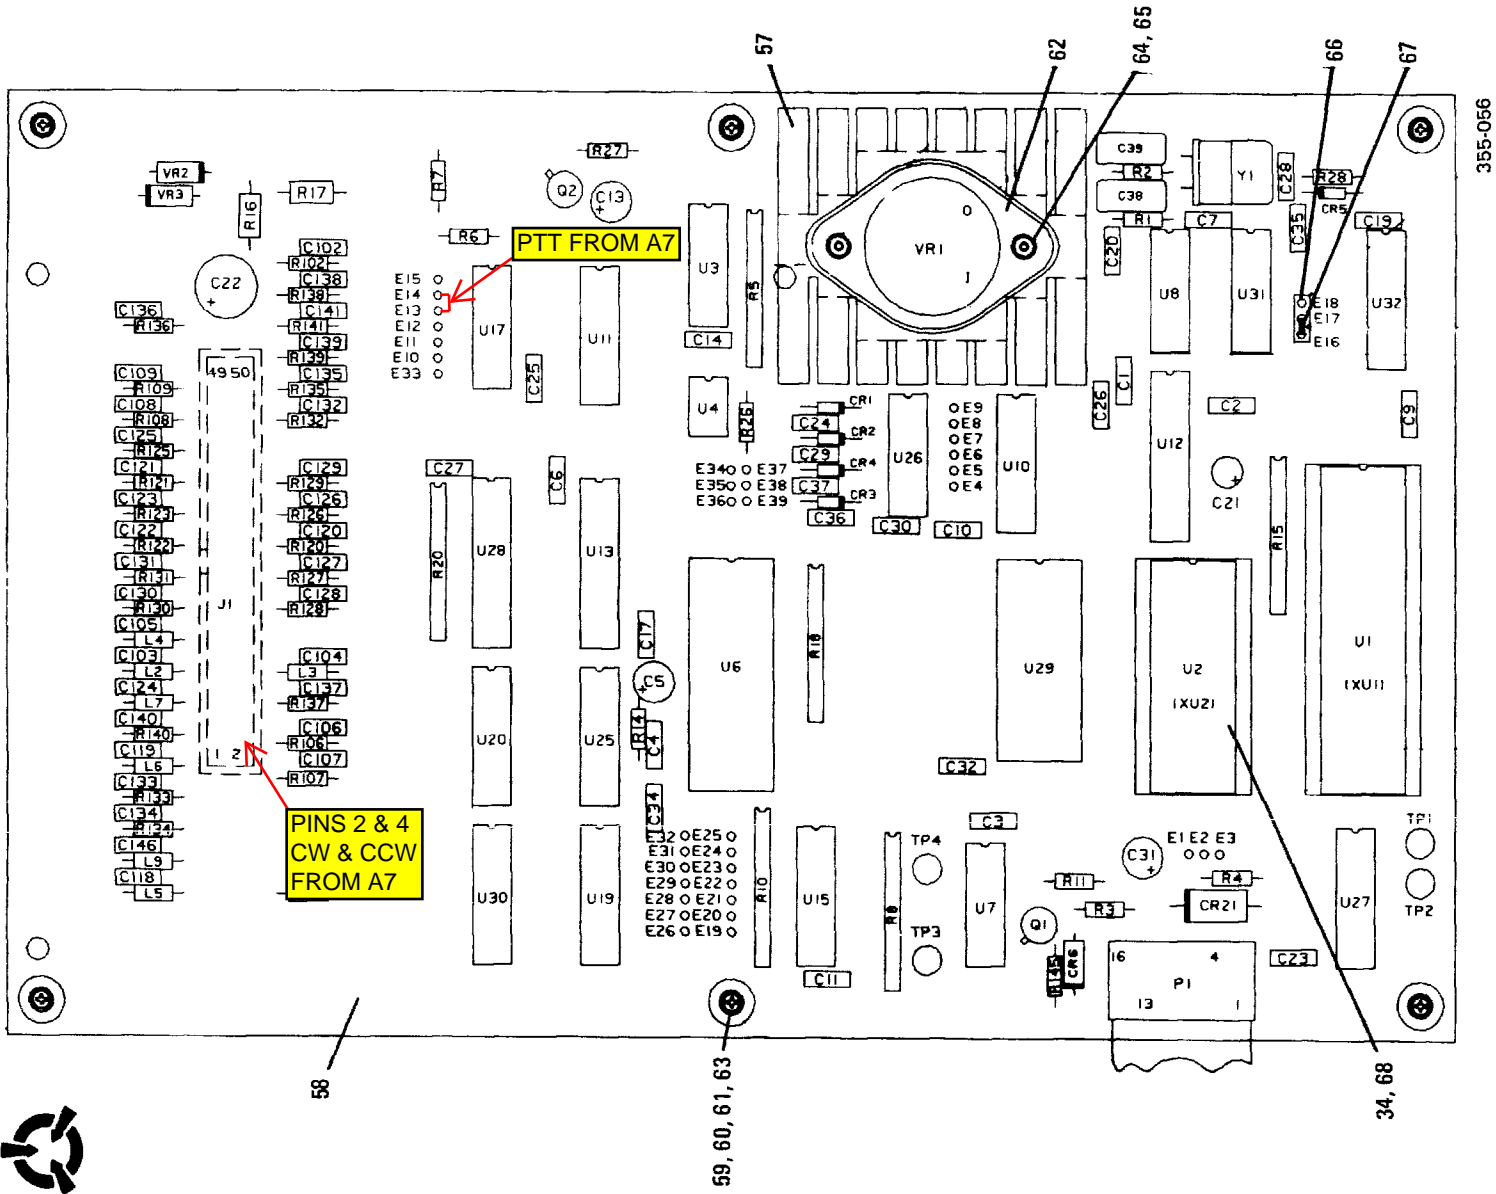 57
62
64, 65
66
67
355-056
VR2
VR3
R16
R17
C22
+
R7
R6
R27
Q2
C13
+
PTT FROM A7
C102
R102
C138
R138
C141
R141
C139
R139
C135
R135
C132
R132
C129
R129
C126
R126
C120
R120
C127
R127
C128
R128
C104
L3
C137
R137
C106
R106
C107
R107
C136
R136
C109
R109
C108
R108
C125
R125
C121
R121
C123
R123
C122
R122
C131
R131
C130
R130
C105
L4
C103
L2
C124
L7
C140
R140
C119
L6
C133
R133
C134
R134
C146
L9
C118
L5
49 50
J1
1 2
PINS 2 & 4
CW & CCW
FROM A7
E15
E14
E13
E12
E11
E10
E33
U17
U11
C25
C27
C6
R20
U28
U13
U20
U25
U30
U19
C17
C5
+
R14
C4
C34
U3
R5
C14
U4
R26
E34 E37
E35 E38
E36 E39
CR1
C24
CR2
C29
CR4
C37
CR3
C36
C30
U26
E9
E8
E7
E6
E5
E4
U10
C10
VR1
O
I
C39
R2
C38
R1
Y1
C28
R28
CR5
C7
C35
C19
C20
U8
U31
E18
E17
E16
U32
C1
C26
C2
C9
U12
C21
+
R15
U6
R18
U29
U2
(XU2)
U1
(XU1)
C32
C3
E32 E25
E31 E24
E30 E23
E29 E22
E28 E21
E27 E20
E26 E19
R10
U15
C11
R8
TP4
TP3
U7
C31
+
E1 E2 E3
R11
R4
R3
CR21
Q1
R145
CR6
16
4
P1
13
1
C23
U27
TP1
TP2
58
59, 60, 61, 63
34, 68